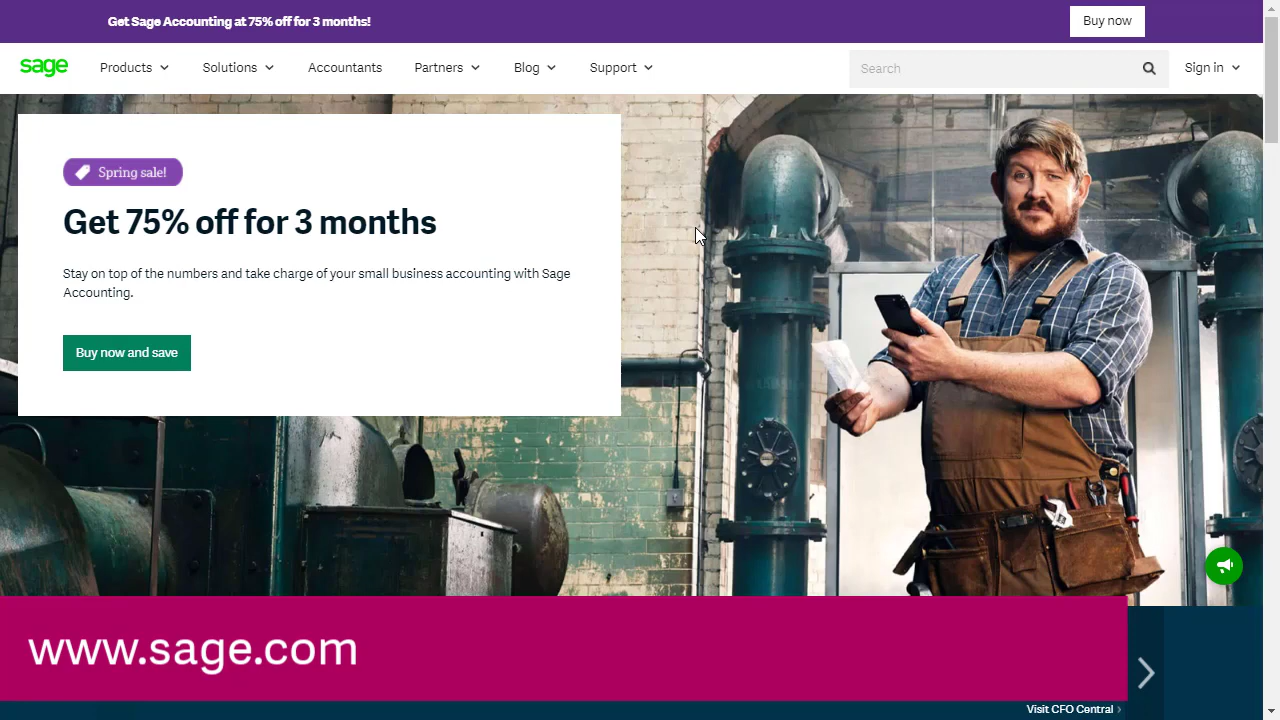 Get Sage Accounting at 75% off for 3 months!
Buy now
sage
Products
Solutions
Accountants
Partners
Blog
Support
Search
Sign in
Spring sale!
Get 75% off for 3 months
Stay on top of the numbers and take charge of your small business accounting with Sage
Accounting.
Buy now and save
www.sage.com
Visit CFO Central